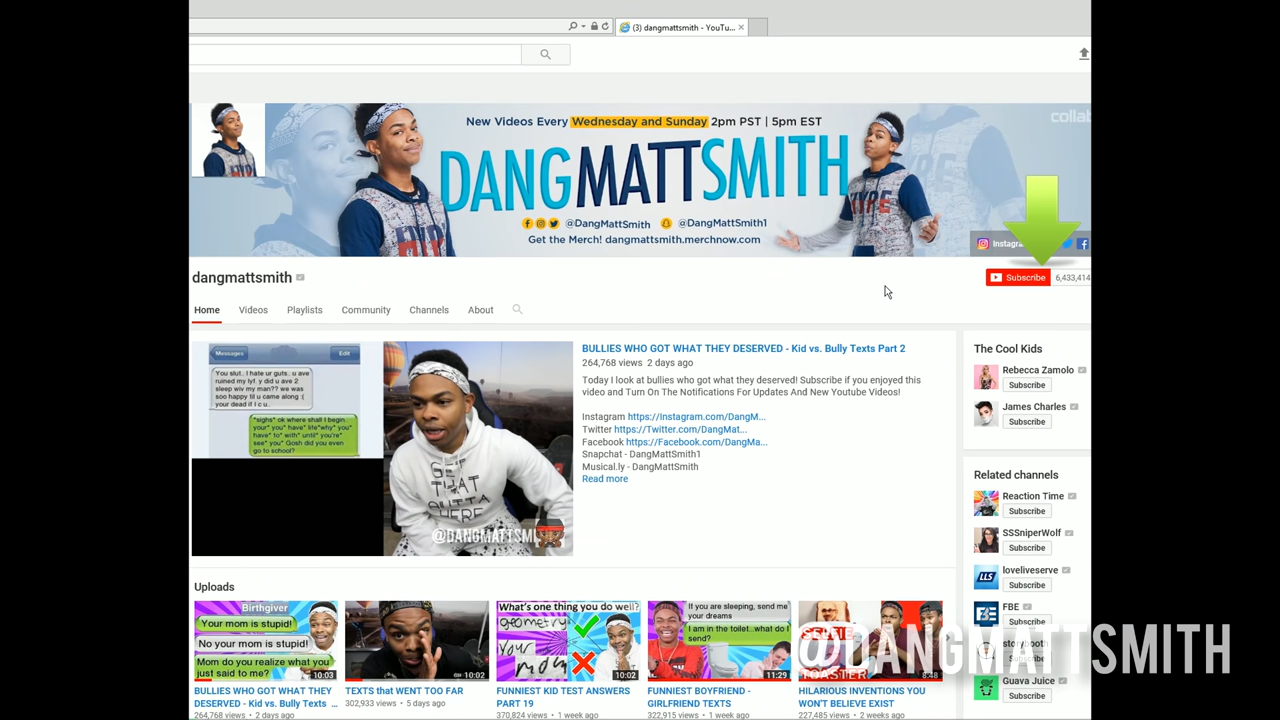 (3) dangmattsmith - YouTu...
New Videos Every Wednesday and Sunday 2pm PST | 5pm EST
collab
DANGMATTSMITH
@DangMattSmith @DangMattSmith1
Get the Merch! dangmattsmith.merchnow.com
Instagra
dangmattsmith
Subscribe 6,433,414
Home Videos Playlists Community Channels About
Messages Edit
You slut.. I hate ur guts.. u ave
ruined my lyf. y did u ave 2
sleep wiv my man?? we was
soo happy til u came along :(
your dead if I c u..
*sighs* ok where shall I begin..
your* you* have* life*why* you*
have* to* with* until* you're*
see* you* Gosh did you even
go to school?
GET
THAT
OUTTA
HERE
@DANGMATTSMI
BULLIES WHO GOT WHAT THEY DESERVED - Kid vs. Bully Texts Part 2
264,768 views 2 days ago
Today I look at bullies who got what they deserved! Subscribe if you enjoyed this
video and Turn On The Notifications For Updates And New Youtube Videos!
Instagram https://Instagram.com/DangM...
Twitter https://Twitter.com/DangMat...
Facebook https://Facebook.com/DangMa...
Snapchat - DangMattSmith1
Musical.ly - DangMattSmith
Read more
The Cool Kids
Rebecca Zamolo
Subscribe
James Charles
Subscribe
Related channels
Reaction Time
Subscribe
SSSniperWolf
Subscribe
loveliveserve
Subscribe
FBE
Subscribe
storybooth
Subscribe
Guava Juice
Subscribe
Uploads
Birthgiver
Your mom is stupid!
No your mom is stupid!
Mom do you realize what you
just said to me?
10:03
BULLIES WHO GOT WHAT THEY
DESERVED - Kid vs. Bully Texts ...
264,768 views • 2 days ago
10:02
TEXTS that WENT TOO FAR
302,933 views • 5 days ago
What's one thing you do well?
geometry
your mom
10:02
FUNNIEST KID TEST ANSWERS
PART 19
370,824 views • 1 week ago
If you are sleeping, send me
your dreams
I am in the toilet...what do I
send?
11:29
FUNNIEST BOYFRIEND -
GIRLFRIEND TEXTS
322,915 views • 1 week ago
SELFIE
TOASTER
8:48
HILARIOUS INVENTIONS YOU
WON'T BELIEVE EXIST
227,485 views • 2 weeks ago
@DANGMATTSMITH